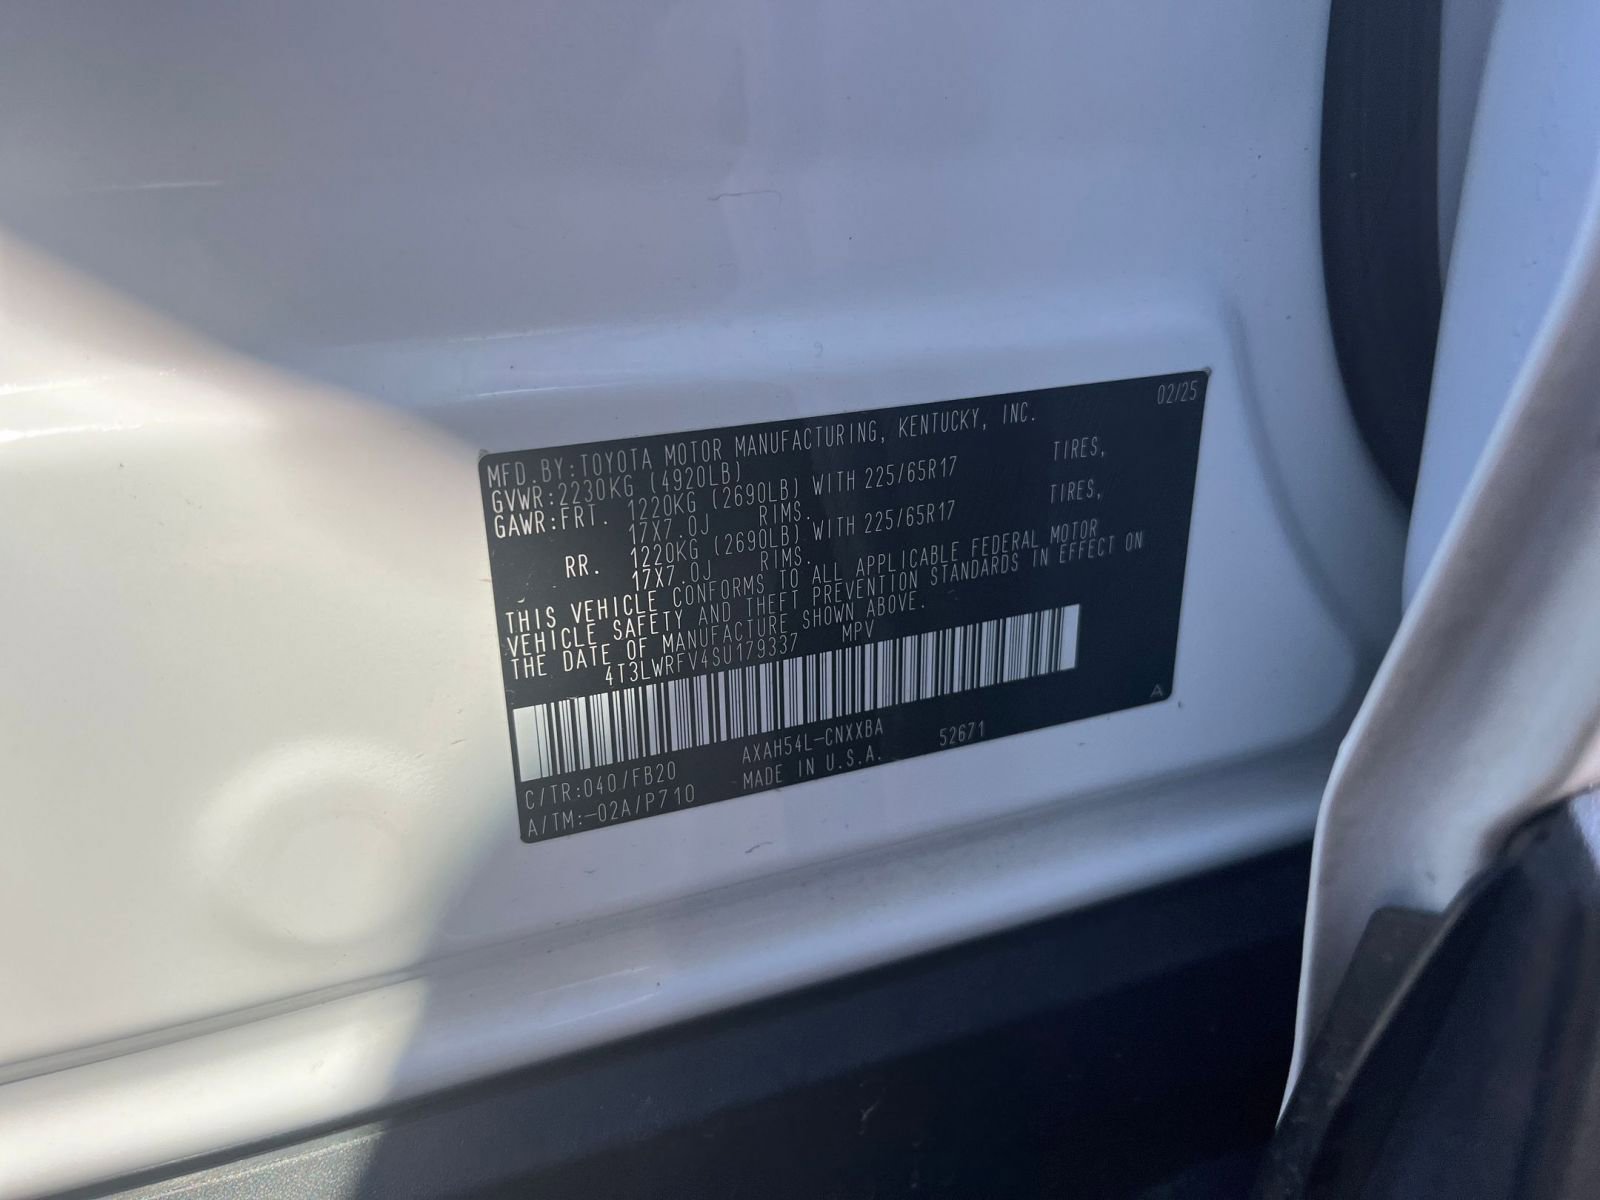 02/25
MFD.BY:TOYOTA MOTOR MANUFACTURING, KENTUCKY, INC.
GVWR:2230KG (4920LB)
GAWR:FRT. 1220KG (2690LB) WITH 225/65R17 TIRES,
17X7.0J RIMS.
RR. 1220KG (2690LB) WITH 225/65R17 TIRES,
17X7.0J RIMS.
THIS VEHICLE CONFORMS TO ALL APPLICABLE FEDERAL MOTOR
VEHICLE SAFETY AND THEFT PREVENTION STANDARDS IN EFFECT ON
THE DATE OF MANUFACTURE SHOWN ABOVE.
4T3LWRFV4SU179337 MPV
A
C/TR:040/FB20 AXAH54L-CNXXBA 52671
A/TM:-02A/P710 MADE IN U.S.A.